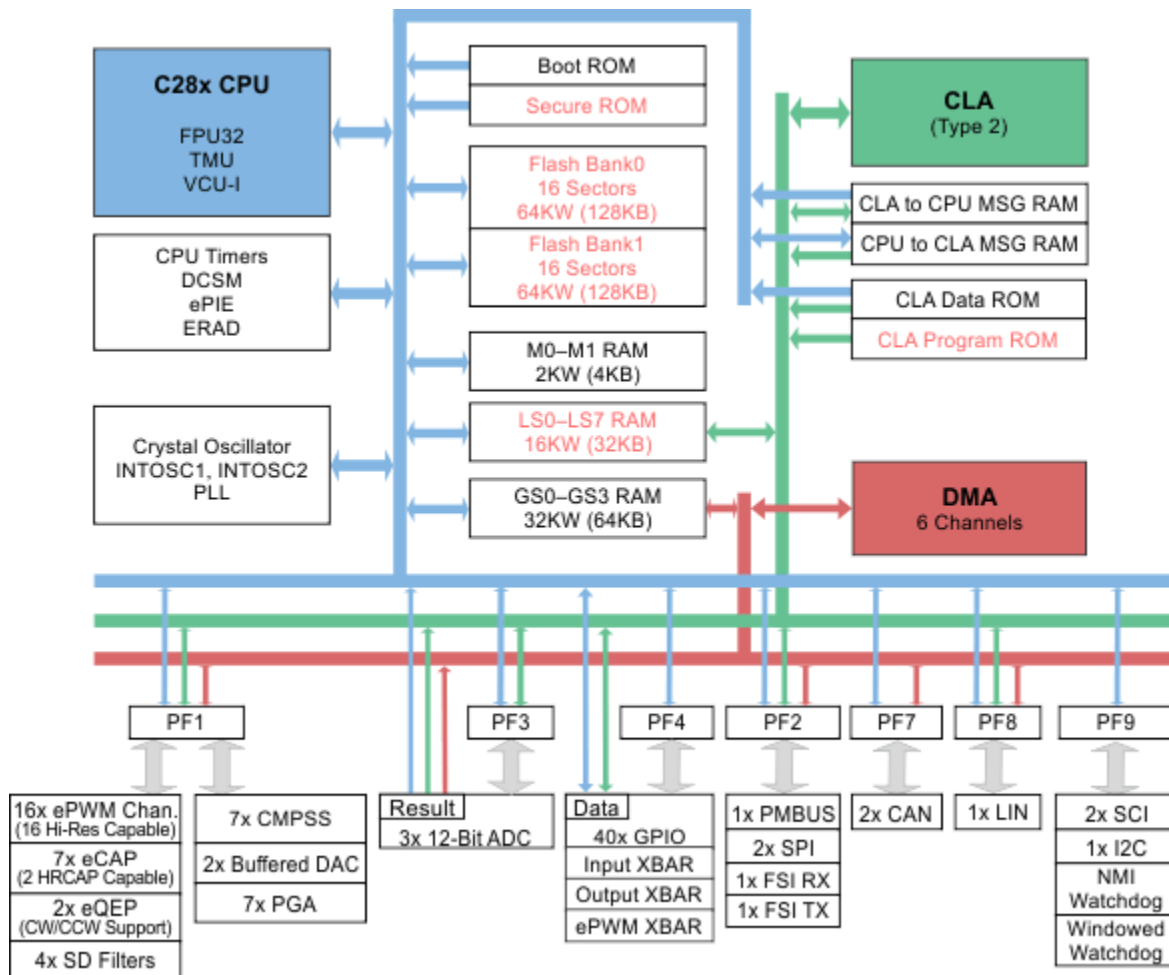 C28x CPU
FPU32
TMU
VCU-I
CPU Timers
DCSM
ePIE
ERAD
Crystal Oscillator
INTOSC1, INTOSC2
PLL
Boot ROM
Secure ROM
Flash Bank0
16 Sectors
64KW (128KB)
Flash Bank1
16 Sectors
64KW (128KB)
M0–M1 RAM
2KW (4KB)
LS0–LS7 RAM
16KW (32KB)
GS0–GS3 RAM
32KW (64KB)
CLA
(Type 2)
CLA to CPU MSG RAM
CPU to CLA MSG RAM
CLA Data ROM
CLA Program ROM
DMA
6 Channels
PF1
PF3
PF4
PF2
PF7
PF8
PF9
16x ePWM Chan.
(16 Hi-Res Capable)
7x eCAP
(2 HRCAP Capable)
2x eQEP
(CW/CCW Support)
4x SD Filters
7x CMPSS
2x Buffered DAC
7x PGA
Result
3x 12-Bit ADC
Data
40x GPIO
Input XBAR
Output XBAR
ePWM XBAR
1x PMBUS
2x SPI
1x FSI RX
1x FSI TX
2x CAN
1x LIN
2x SCI
1x I2C
NMI
Watchdog
Windowed
Watchdog